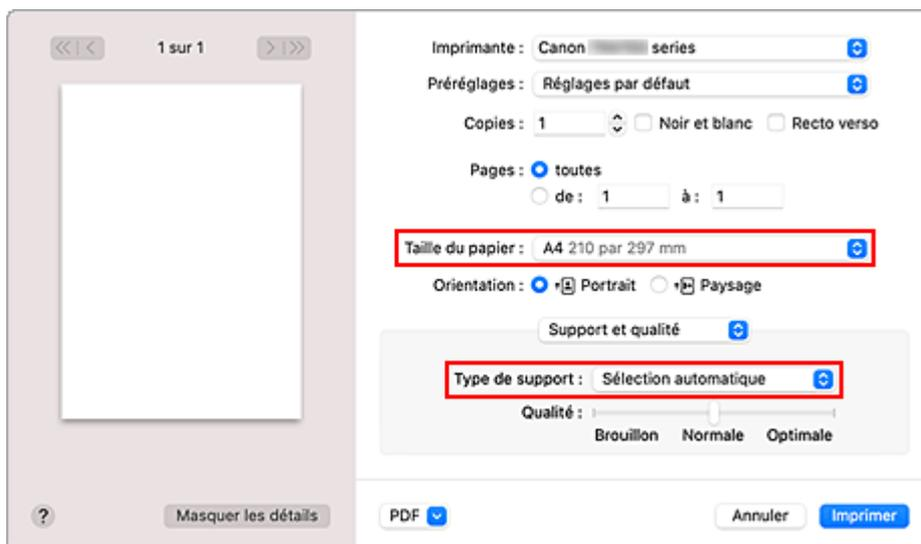 1 sur 1
Imprimante : Canon series
Préréglages : Réglages par défaut
Copies : 1 Noir et blanc Recto verso
Pages : toutes
de : 1 à : 1
Taille du papier : A4 210 par 297 mm
Orientation : Portrait Paysage
Support et qualité
Type de support : Sélection automatique
Qualité :
Brouillon Normale Optimale
? Masquer les détails PDF Annuler Imprimer